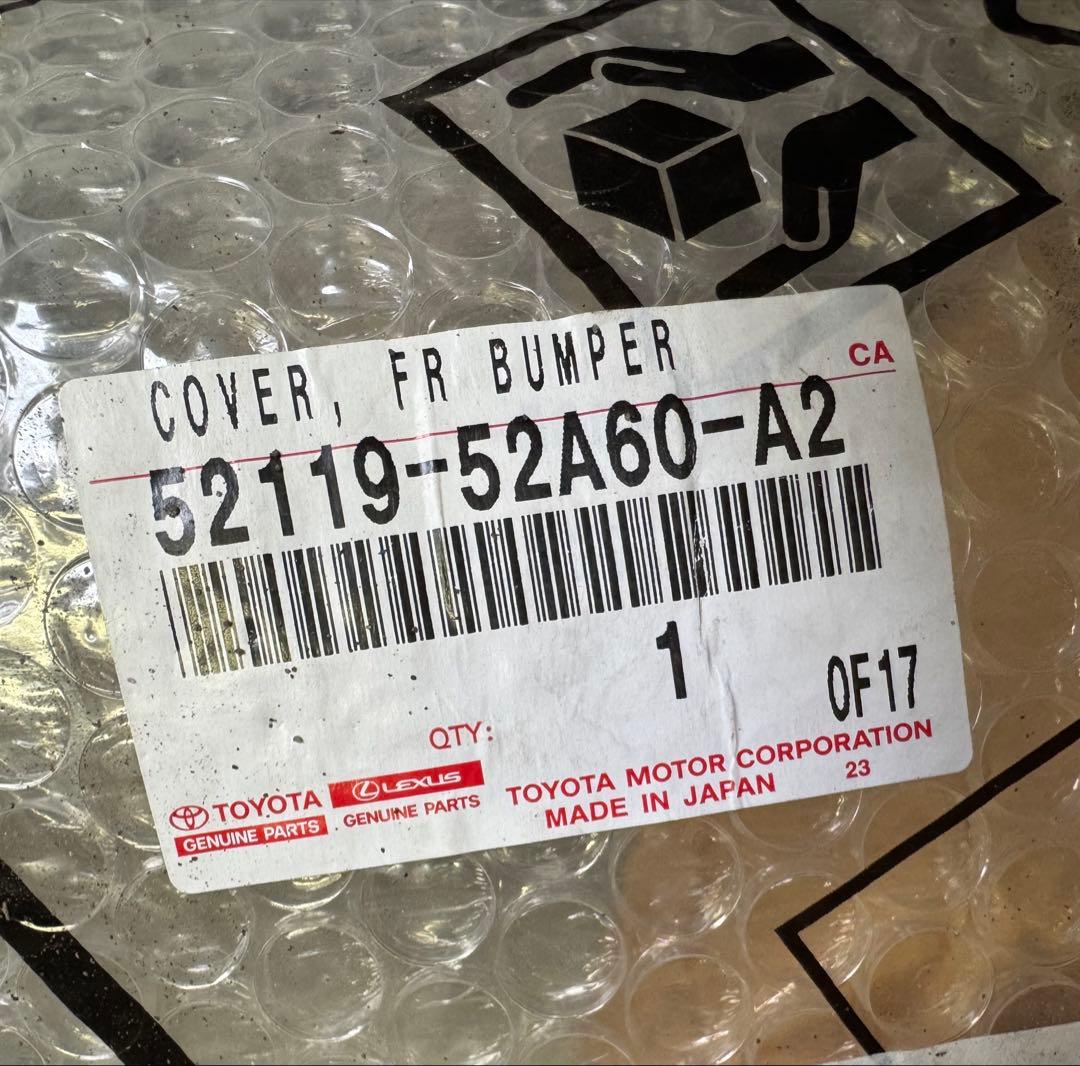 COVER, FR BUMPER
CA
52119-52A60-A2
1
0F17
QTY:
TOYOTA
GENUINE PARTS
LEXUS
GENUINE PARTS
TOYOTA MOTOR CORPORATION
MADE IN JAPAN 23